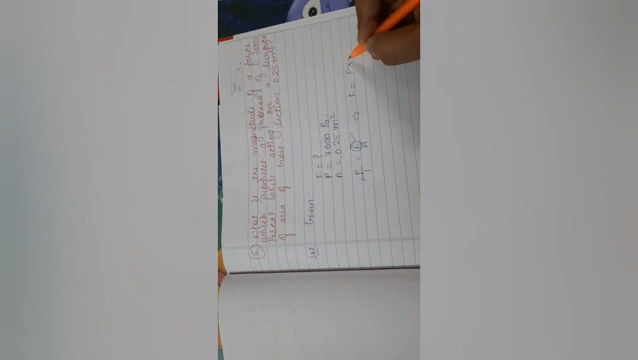 (6) What is the magnitude of a force
which produces a pressure of 7000
Pascal while acting on a surface
of area of cross section 0.25 m²?
Sol Given:
F = ?
P = 7000 Pa
A = 0.25 m²
P/1 = F/A ⇒ F = P×